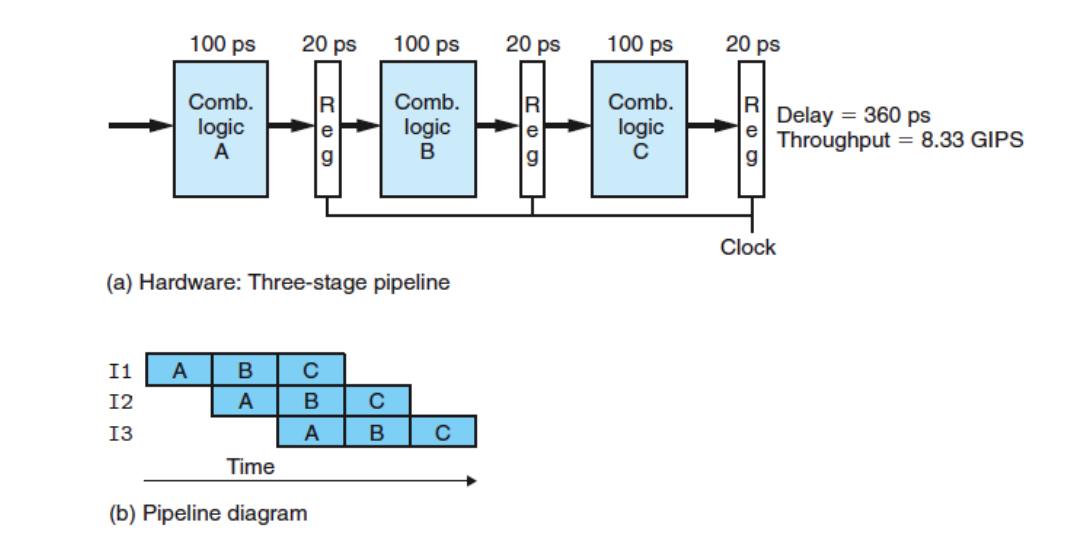 100 ps 20 ps 100 ps 20 ps 100 ps 20 ps
Comb. logic A
Reg
Comb. logic B
Reg
Comb. logic C
Reg
Delay = 360 ps
Throughput = 8.33 GIPS
Clock
(a) Hardware: Three-stage pipeline
I1 A B C
I2 A B C
I3 A B C
Time
(b) Pipeline diagram